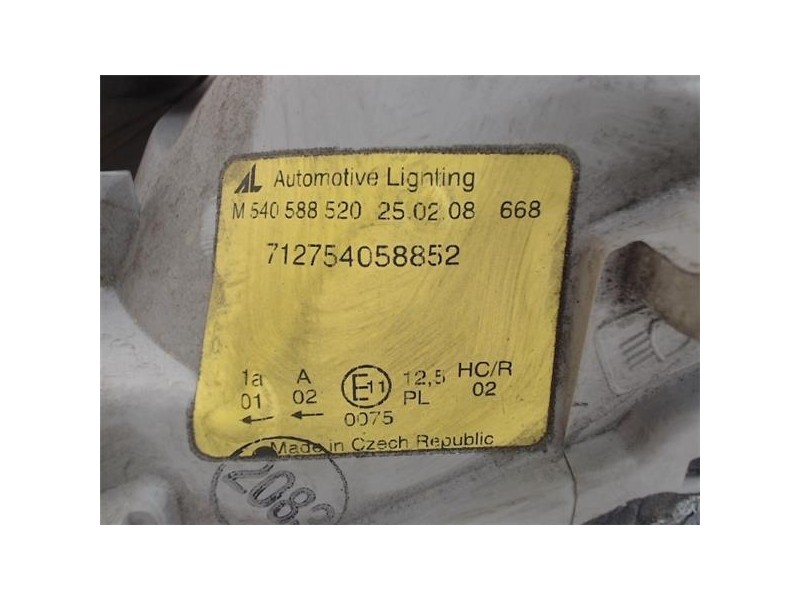 AL Automotive Lighting
M 540 588 520 25.02.08 668
712754058852
1a A E11 12,5 HC/R
01 02 PL 02
0075
Made in Czech Republic